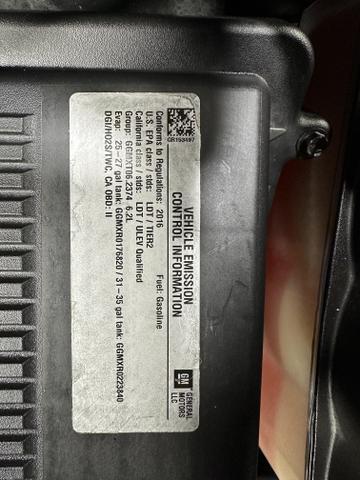 VEHICLE EMISSION
CONTROL INFORMATION
GM
GENERAL
MOTORS
LLC
Conforms to Regulations: 2016 Fuel: Gasoline
U.S. EPA class / stds: LDT / TIER2
California class / stds: LDT / ULEV Qualified
Group: GGMXT06.2374 6.2L
Evap: 26–27 gal tank: GGMXR0176820 / 31–35 gal tank: GGMXR0223840
DGI/HO2S/TWC, CA OBD: II